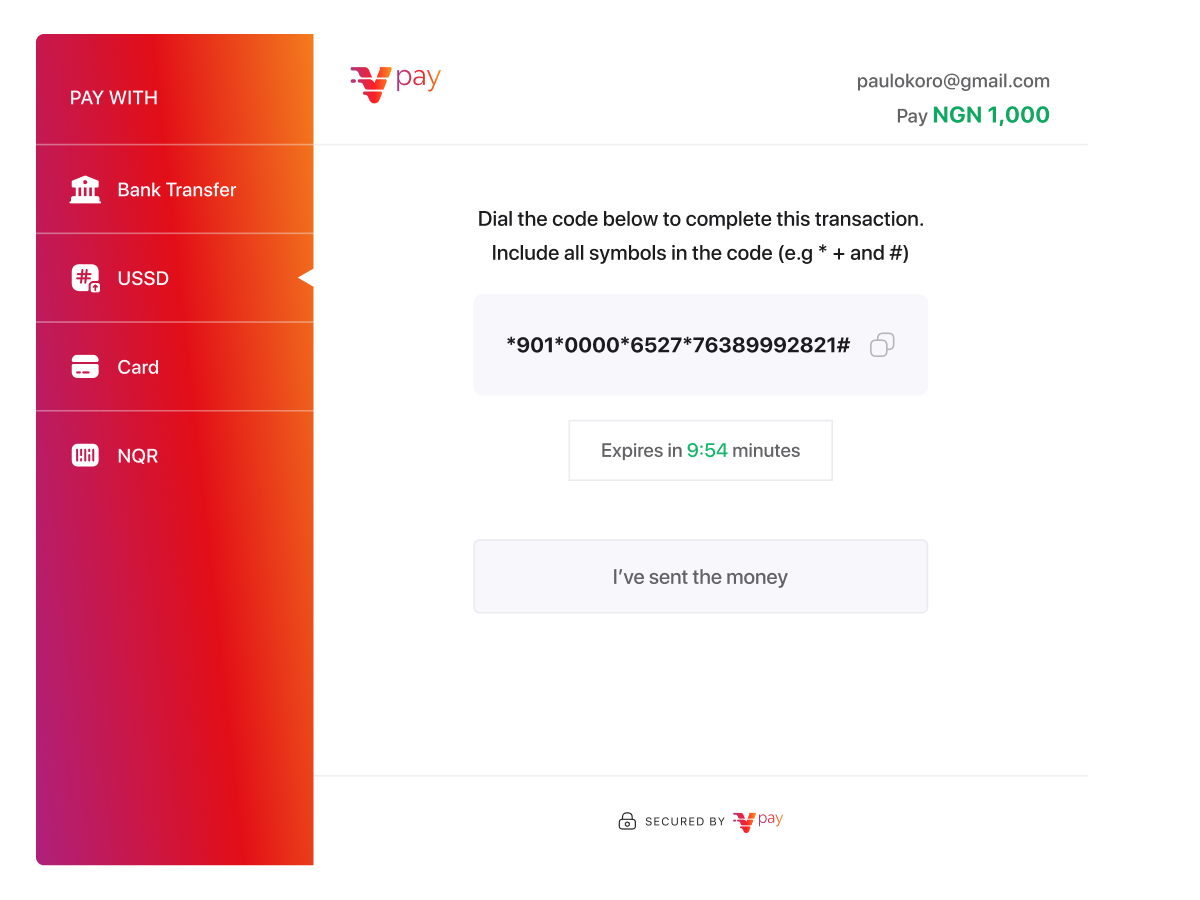 PAY WITH
Bank Transfer
USSD
Card
NQR
pay
paulokoro@gmail.com
Pay NGN 1,000
Dial the code below to complete this transaction.
Include all symbols in the code (e.g * + and #)
*901*0000*6527*76389992821#
Expires in 9:54 minutes
I’ve sent the money
SECURED BY Vpay